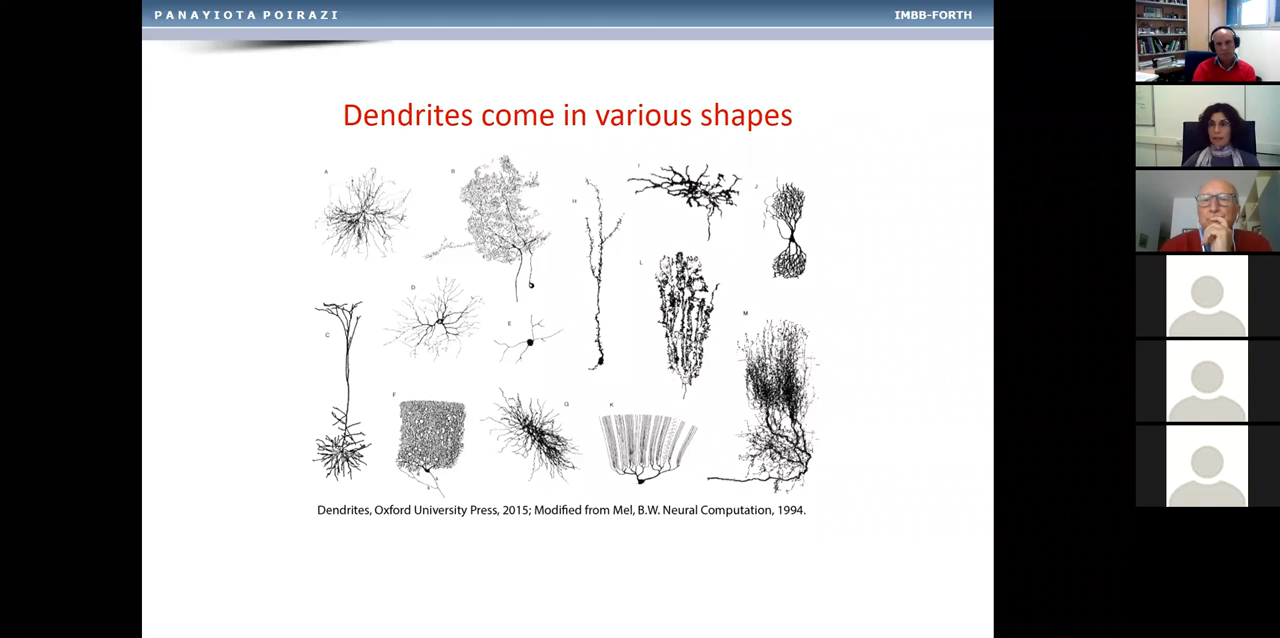 PANAYIOTA POIRAZI
IMBB-FORTH
Dendrites come in various shapes
A
B
H
I
J
D
E
L
C
M
F
G
K
Dendrites, Oxford University Press, 2015; Modified from Mel, B.W. Neural Computation, 1994.